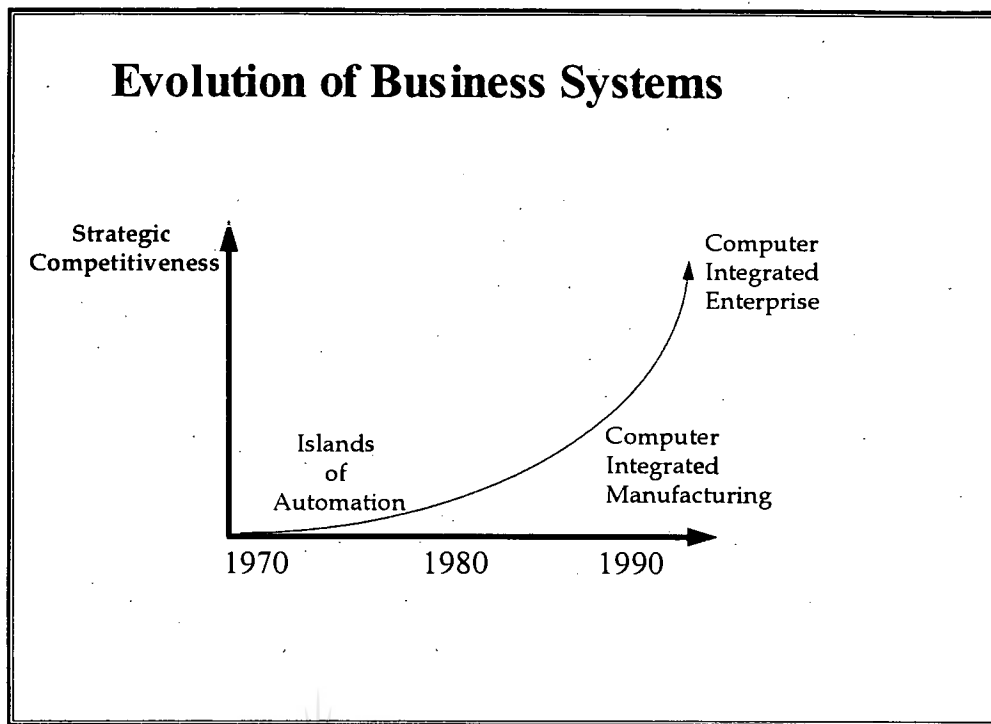 Evolution of Business Systems
Strategic
Competitiveness
Computer
Integrated
Enterprise
Islands
of
Automation
Computer
Integrated
Manufacturing
1970 1980 1990